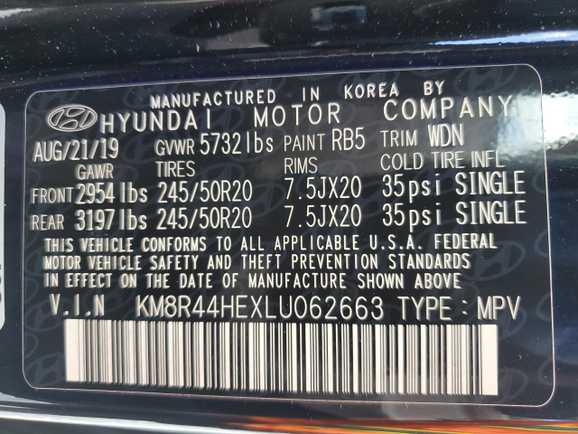 MANUFACTURED IN KOREA BY
HYUNDAI MOTOR COMPANY
AUG/21/19 GVWR 5732lbs PAINT RB5 TRIM WDN
GAWR TIRES RIMS COLD TIRE INFL
FRONT 2954lbs 245/50R20 7.5JX20 35psi SINGLE
REAR 3197lbs 245/50R20 7.5JX20 35psi SINGLE
THIS VEHICLE CONFORMS TO ALL APPLICABLE U.S.A. FEDERAL
MOTOR VEHICLE SAFETY AND THEFT PREVENTION STANDARDS
IN EFFECT ON THE DATE OF MANUFACTURE SHOWN ABOVE.
V.I.N KM8R44HEXLU062663 TYPE: MPV